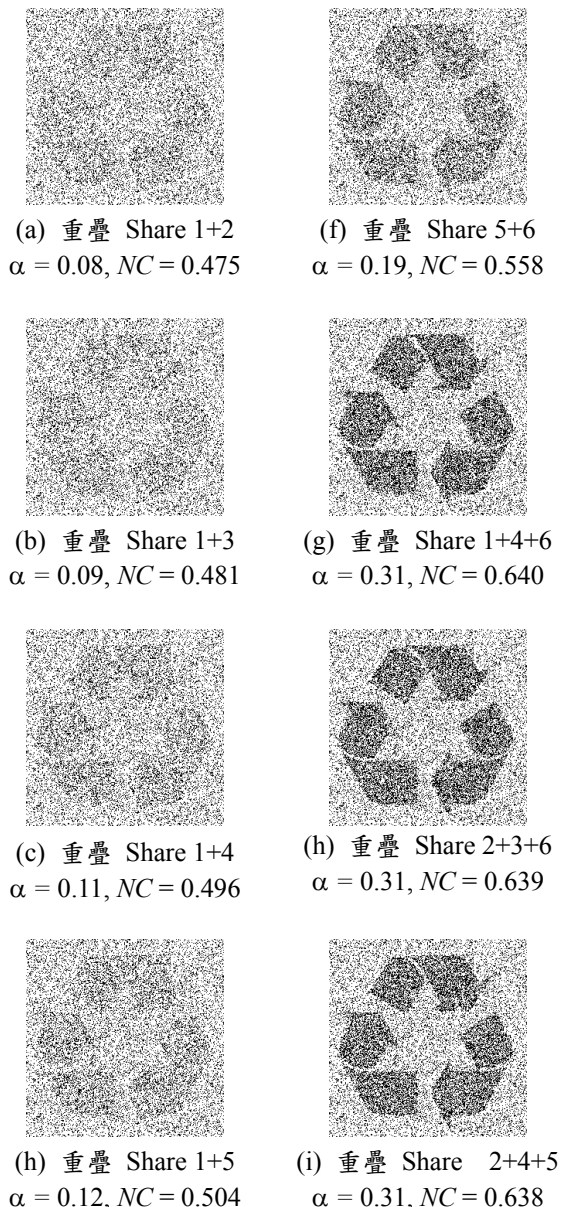 (a) 重疊 Share 1+2
α = 0.08, NC = 0.475
(f) 重疊 Share 5+6
α = 0.19, NC = 0.558
(b) 重疊 Share 1+3
α = 0.09, NC = 0.481
(g) 重疊 Share 1+4+6
α = 0.31, NC = 0.640
(c) 重疊 Share 1+4
α = 0.11, NC = 0.496
(h) 重疊 Share 2+3+6
α = 0.31, NC = 0.639
(h) 重疊 Share 1+5
α = 0.12, NC = 0.504
(i) 重疊 Share 2+4+5
α = 0.31, NC = 0.638